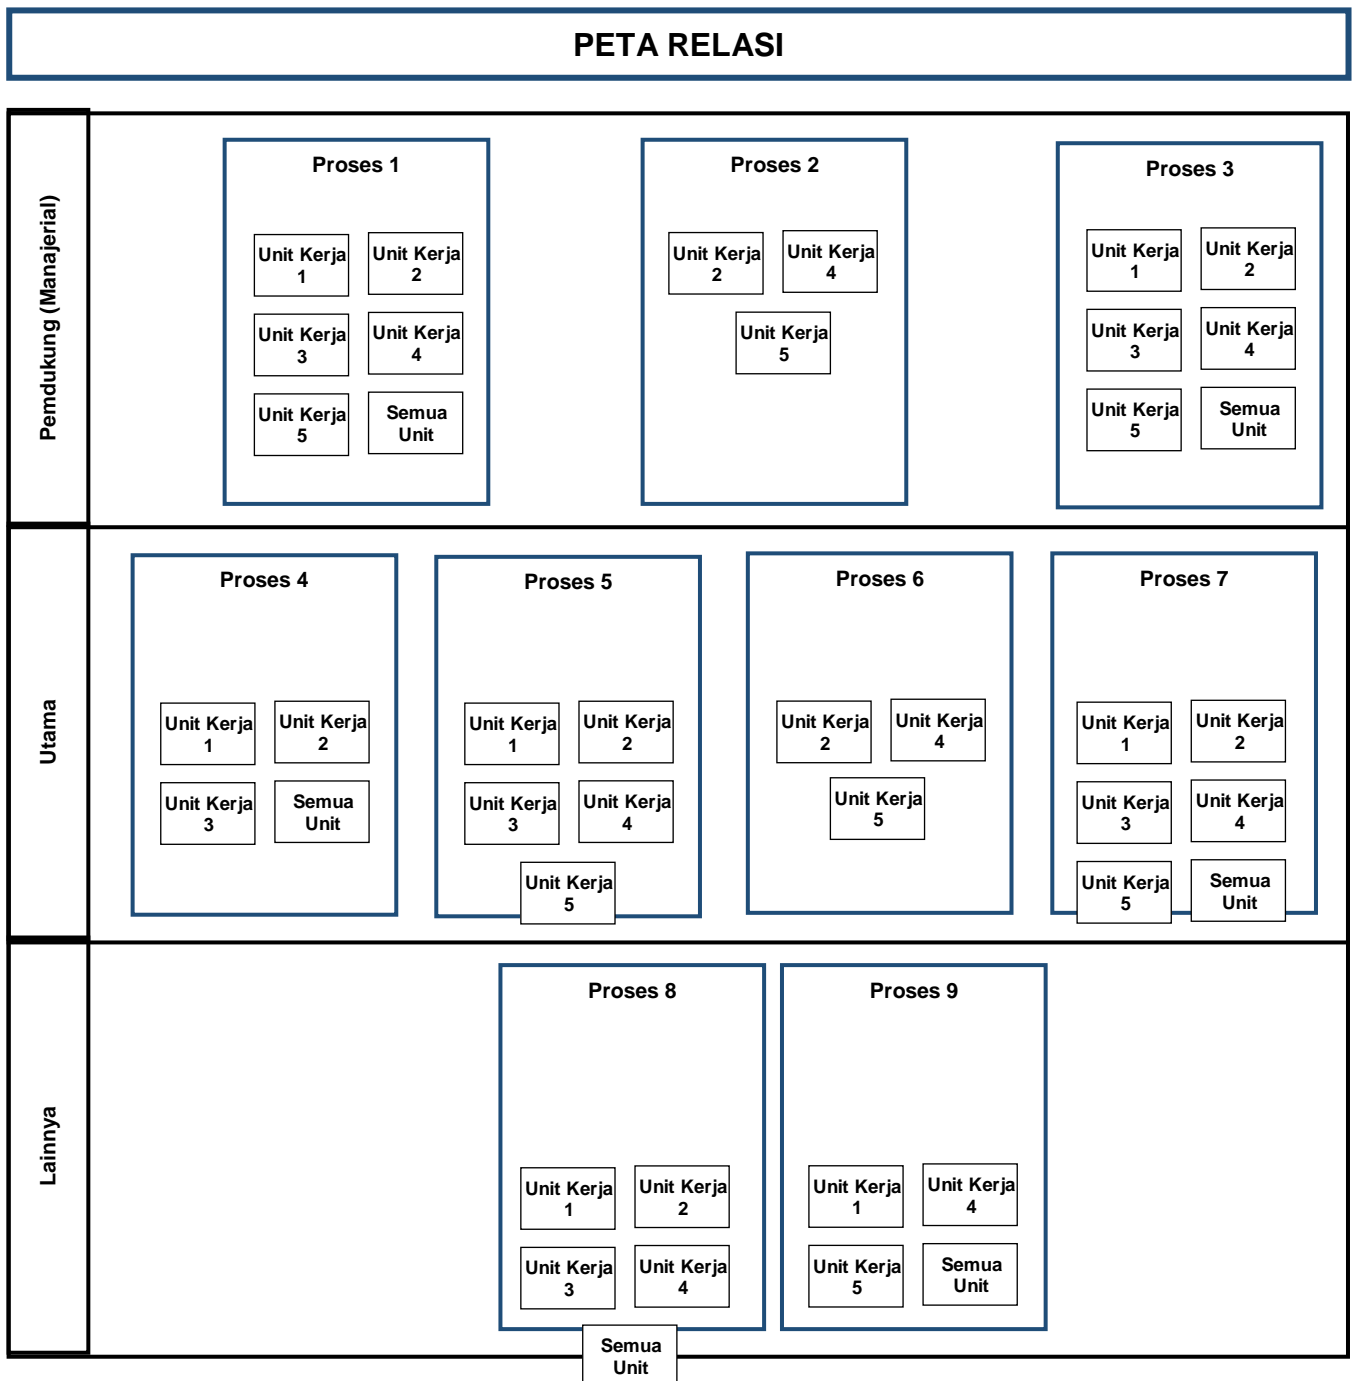 PETA RELASI
Pemdukung (Manajerial)
Proses 1
Unit Kerja
1
Unit Kerja
2
Unit Kerja
3
Unit Kerja
4
Unit Kerja
5
Semua
Unit
Proses 2
Unit Kerja
2
Unit Kerja
4
Unit Kerja
5
Proses 3
Unit Kerja
1
Unit Kerja
2
Unit Kerja
3
Unit Kerja
4
Unit Kerja
5
Semua
Unit
Utama
Proses 4
Unit Kerja
1
Unit Kerja
2
Unit Kerja
3
Semua
Unit
Proses 5
Unit Kerja
1
Unit Kerja
2
Unit Kerja
3
Unit Kerja
4
Unit Kerja
5
Proses 6
Unit Kerja
2
Unit Kerja
4
Unit Kerja
5
Proses 7
Unit Kerja
1
Unit Kerja
2
Unit Kerja
3
Unit Kerja
4
Unit Kerja
5
Semua
Unit
Lainnya
Proses 8
Unit Kerja
1
Unit Kerja
2
Unit Kerja
3
Unit Kerja
4
Semua
Unit
Proses 9
Unit Kerja
1
Unit Kerja
4
Unit Kerja
5
Semua
Unit